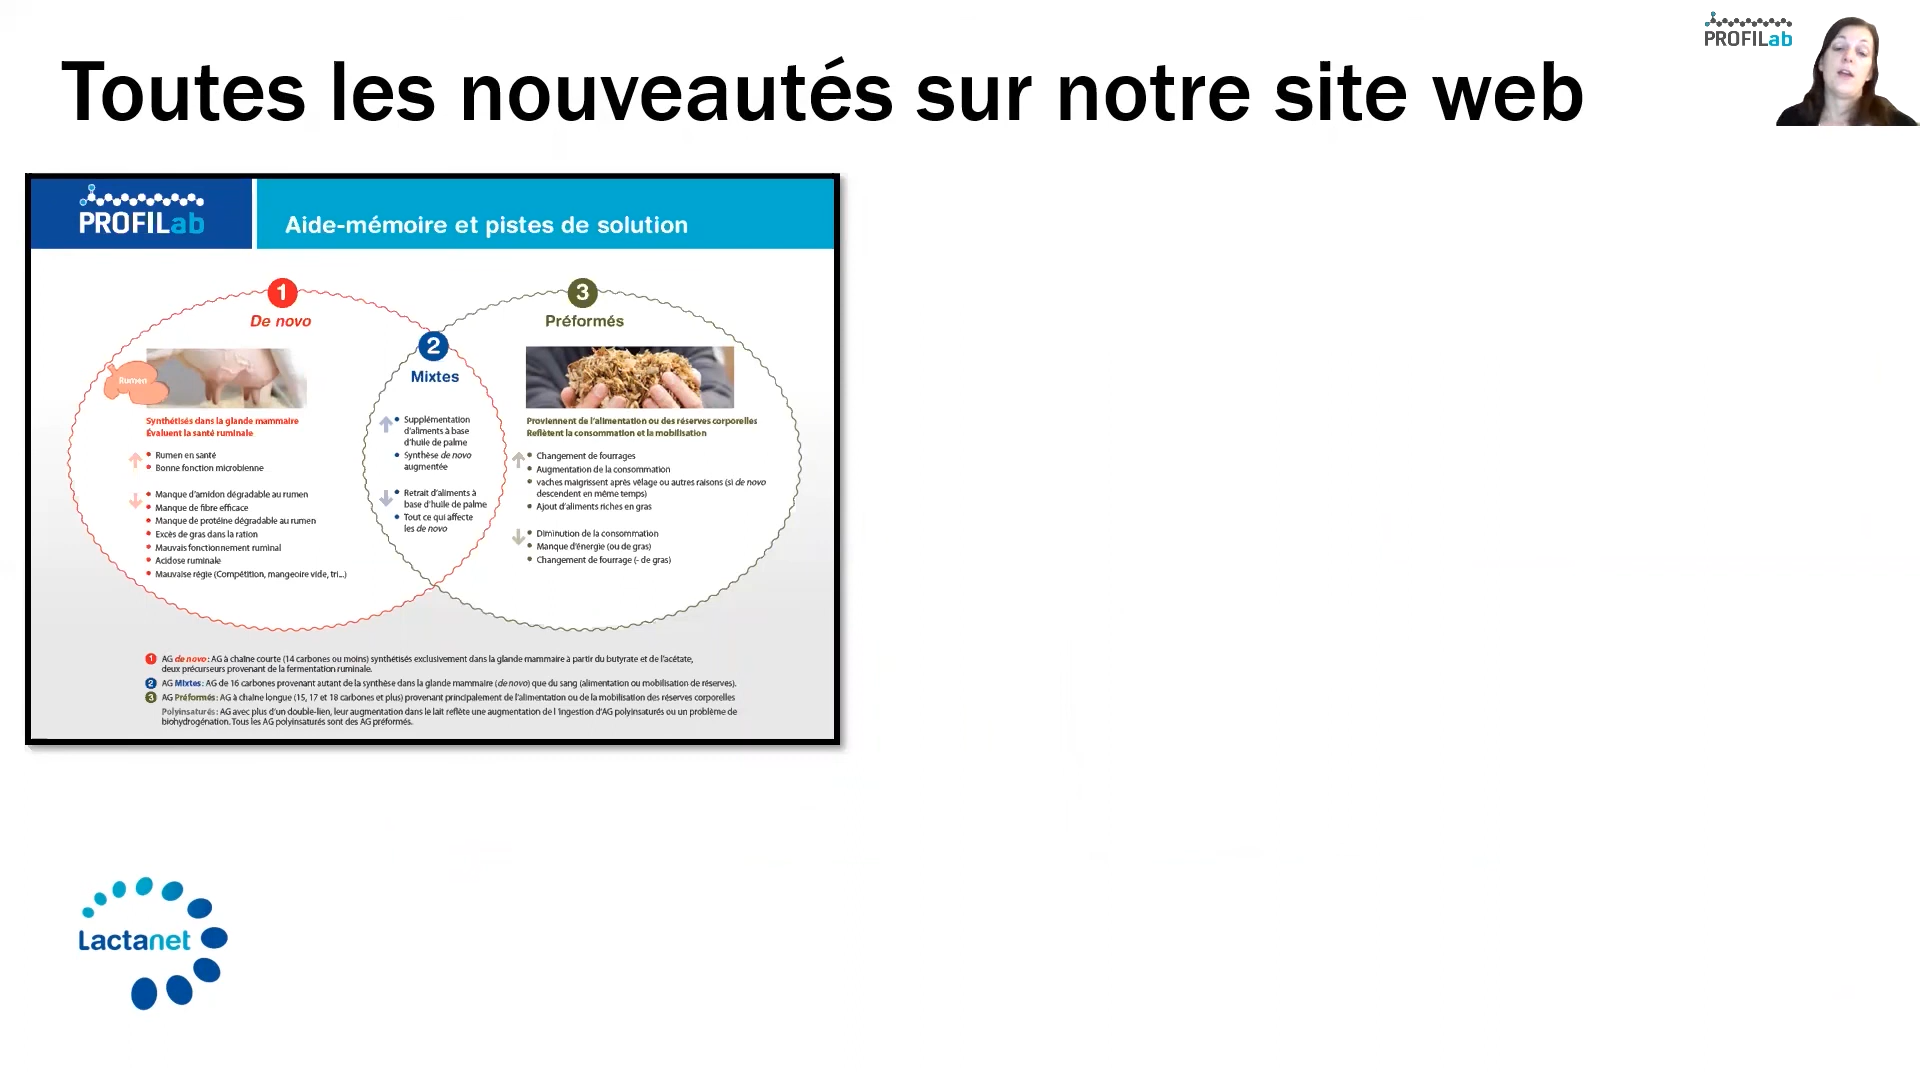 PROFILab
Toutes les nouveautés sur notre site web
PROFILab
Aide-mémoire et pistes de solution
1
De novo
Rumen
Synthétisés dans la glande mammaire
Évaluent la santé ruminale
Rumen en santé
Bonne fonction microbienne
Manque d'amidon dégradable au rumen
Manque de fibre efficace
Manque de protéine dégradable au rumen
Excès de gras dans la ration
Mauvais fonctionnement ruminal
Acidose ruminale
Mauvaise régie (Compétition, mangeoire vide, tri...)
2
Mixtes
Supplémentation
d'aliments à base
d'huile de palme
Synthèse de novo
augmentée
Retrait d'aliments à
base d'huile de palme
Tout ce qui affecte
les de novo
3
Préformés
Proviennent de l'alimentation ou des réserves corporelles
Reflètent la consommation et la mobilisation
Changement de fourrages
Augmentation de la consommation
vaches maigrissent après vêlage ou autres raisons (si de novo
descendent en même temps)
Ajout d'aliments riches en gras
Diminution de la consommation
Manque d'énergie (ou de gras)
Changement de fourrage (- de gras)
1 AG de novo : AG à chaîne courte (14 carbones ou moins) synthétisés exclusivement dans la glande mammaire à partir du butyrate et de l'acétate,
deux précurseurs provenant de la fermentation ruminale.
2 AG Mixtes : AG de 16 carbones provenant autant de la synthèse dans la glande mammaire (de novo) que du sang (alimentation ou mobilisation de réserves).
3 AG Préformés : AG à chaîne longue (15, 17 et 18 carbones et plus) provenant principalement de l'alimentation ou de la mobilisation des réserves corporelles
Polyinsaturés : AG avec plus d'un double-lien, leur augmentation dans le lait reflète une augmentation de l'ingestion d'AG polyinsaturés ou un problème de
biohydrogénation. Tous les AG polyinsaturés sont des AG préformés.
Lactanet